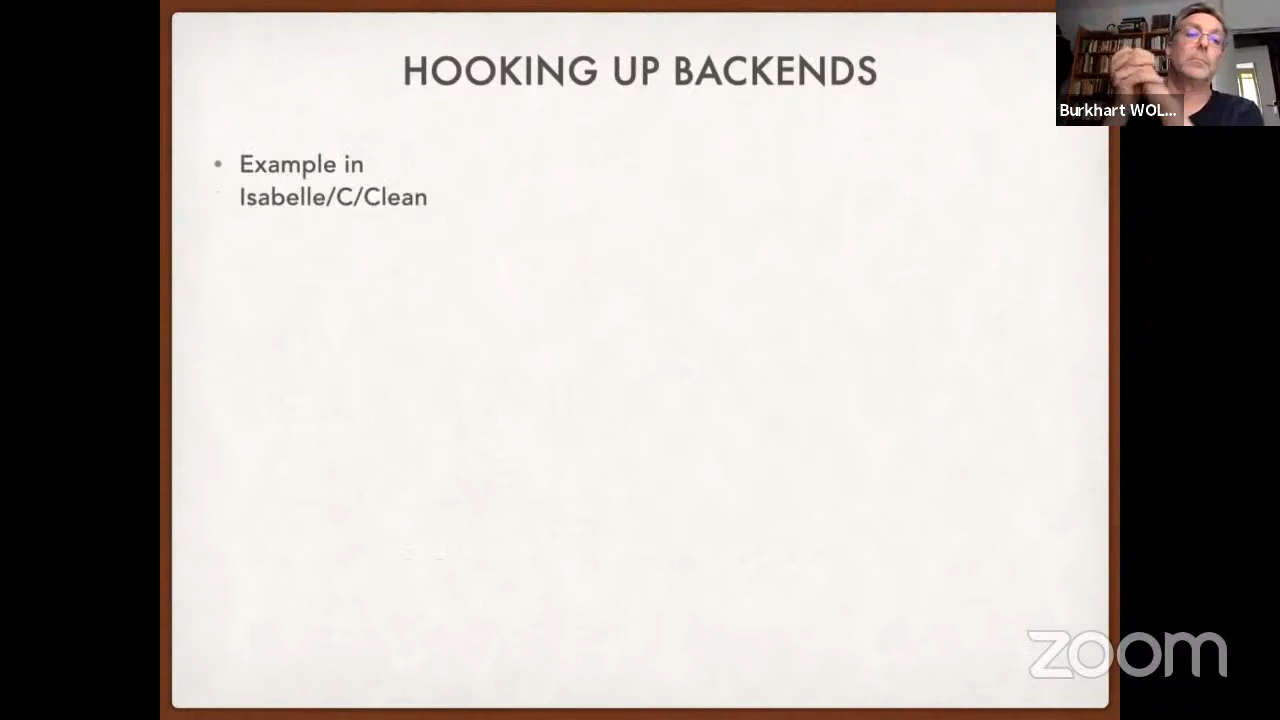 HOOKING UP BACKENDS
Burkhart WOL...
• Example in
Isabelle/C/Clean
zoom